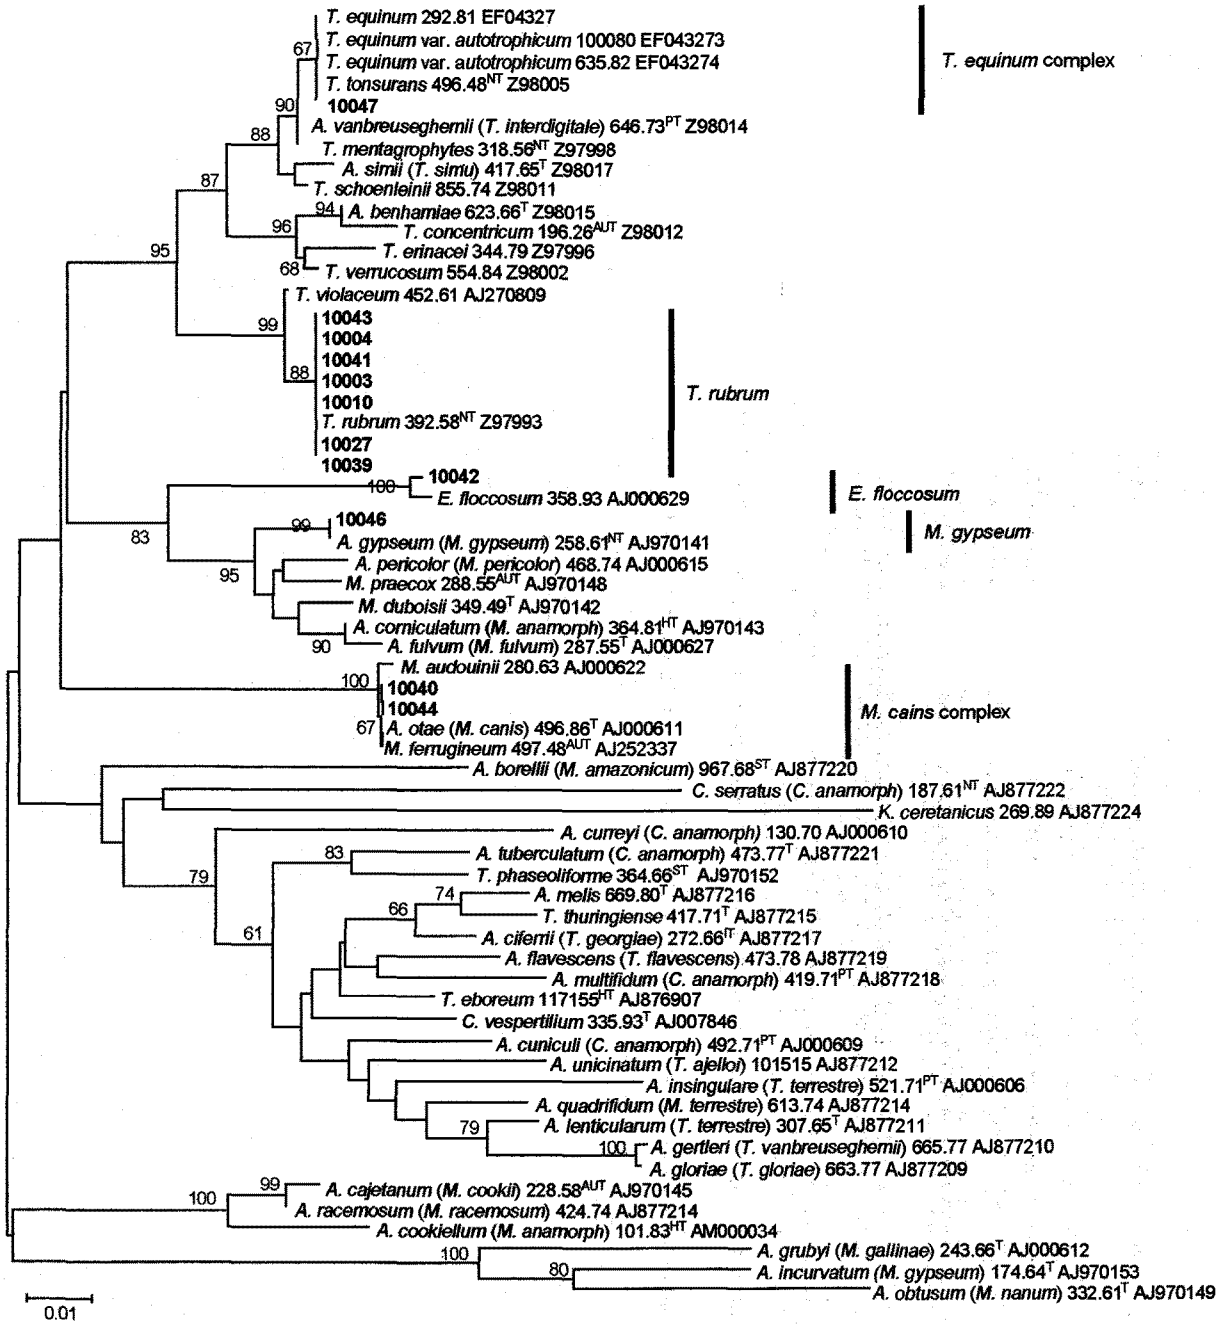 T. equinum 292.81 EF04327
67
T. equinum var. autotrophicum 100080 EF043273
T. equinum var. autotrophicum 635.82 EF043274
T. equinum complex
T. tonsurans 496.48NT Z98005
90
10047
A. vanbreuseghemii (T. interdigitale) 646.73PT Z98014
88
T. mentagrophytes 318.56NT Z97998
A. simii (T. simu) 417.65T Z98017
87
T. schoenleinii 855.74 Z98011
94
A. benhamiae 623.66T Z98015
96
T. concentricum 196.26AUT Z98012
95
T. erinacei 344.79 Z97996
68
T. verrucosum 554.84 Z98002
T. violaceum 452.61 AJ270809
99
10043
10004
10041
88
10003
T. rubrum
10010
T. rubrum 392.58NT Z97993
10027
10039
100
10042
E. floccosum 358.93 AJ000629
E. floccosum
83
99
10046
M. gypseum
A. gypseum (M. gypseum) 258.61NT AJ970141
95
A. pericolor (M. pericolor) 468.74 AJ000615
M. praecox 288.55AUT AJ970148
M. duboisii 349.49T AJ970142
A. corniculatum (M. anamorph) 364.81HT AJ970143
90
A. fulvum (M. fulvum) 287.55T AJ000627
M. audouinii 280.63 AJ000622
100
10040
10044
M. cains complex
67
A. otae (M. canis) 496.86T AJ000611
M. ferrugineum 497.48AUT AJ252337
A. borellii (M. amazonicum) 967.68ST AJ877220
C. serratus (C. anamorph) 187.61NT AJ877222
K. ceretanicus 269.89 AJ877224
A. curreyi (C. anamorph) 130.70 AJ000610
83
A. tuberculatum (C. anamorph) 473.77T AJ877221
79
T. phaseoliforme 364.66ST AJ970152
74
A. melis 669.80T AJ877216
66
T. thuringiense 417.71T AJ877215
61
A. ciferrii (T. georgiae) 272.66IT AJ877217
A. flavescens (T. flavescens) 473.78 AJ877219
A. multifidum (C. anamorph) 419.71PT AJ877218
T. eboreum 117155HT AJ876907
C. vespertilium 335.93T AJ007846
A. cuniculi (C. anamorph) 492.71PT AJ000609
A. unicinatum (T. ajelloi) 101515 AJ877212
A. insingulare (T. terrestre) 521.71PT AJ000606
A. quadrifidum (M. terrestre) 613.74 AJ877214
79
A. lenticularum (T. terrestre) 307.65T AJ877211
100
A. gertleri (T. vanbreuseghemii) 665.77 AJ877210
A. gloriae (T. gloriae) 663.77 AJ877209
99
A. cajetanum (M. cookii) 228.58AUT AJ970145
100
A. racemosum (M. racemosum) 424.74 AJ877214
A. cookiellum (M. anamorph) 101.83HT AM000034
100
A. grubyi (M. gallinae) 243.66T AJ000612
80
A. incurvatum (M. gypseum) 174.64T AJ970153
A. obtusum (M. nanum) 332.61T AJ970149
0.01